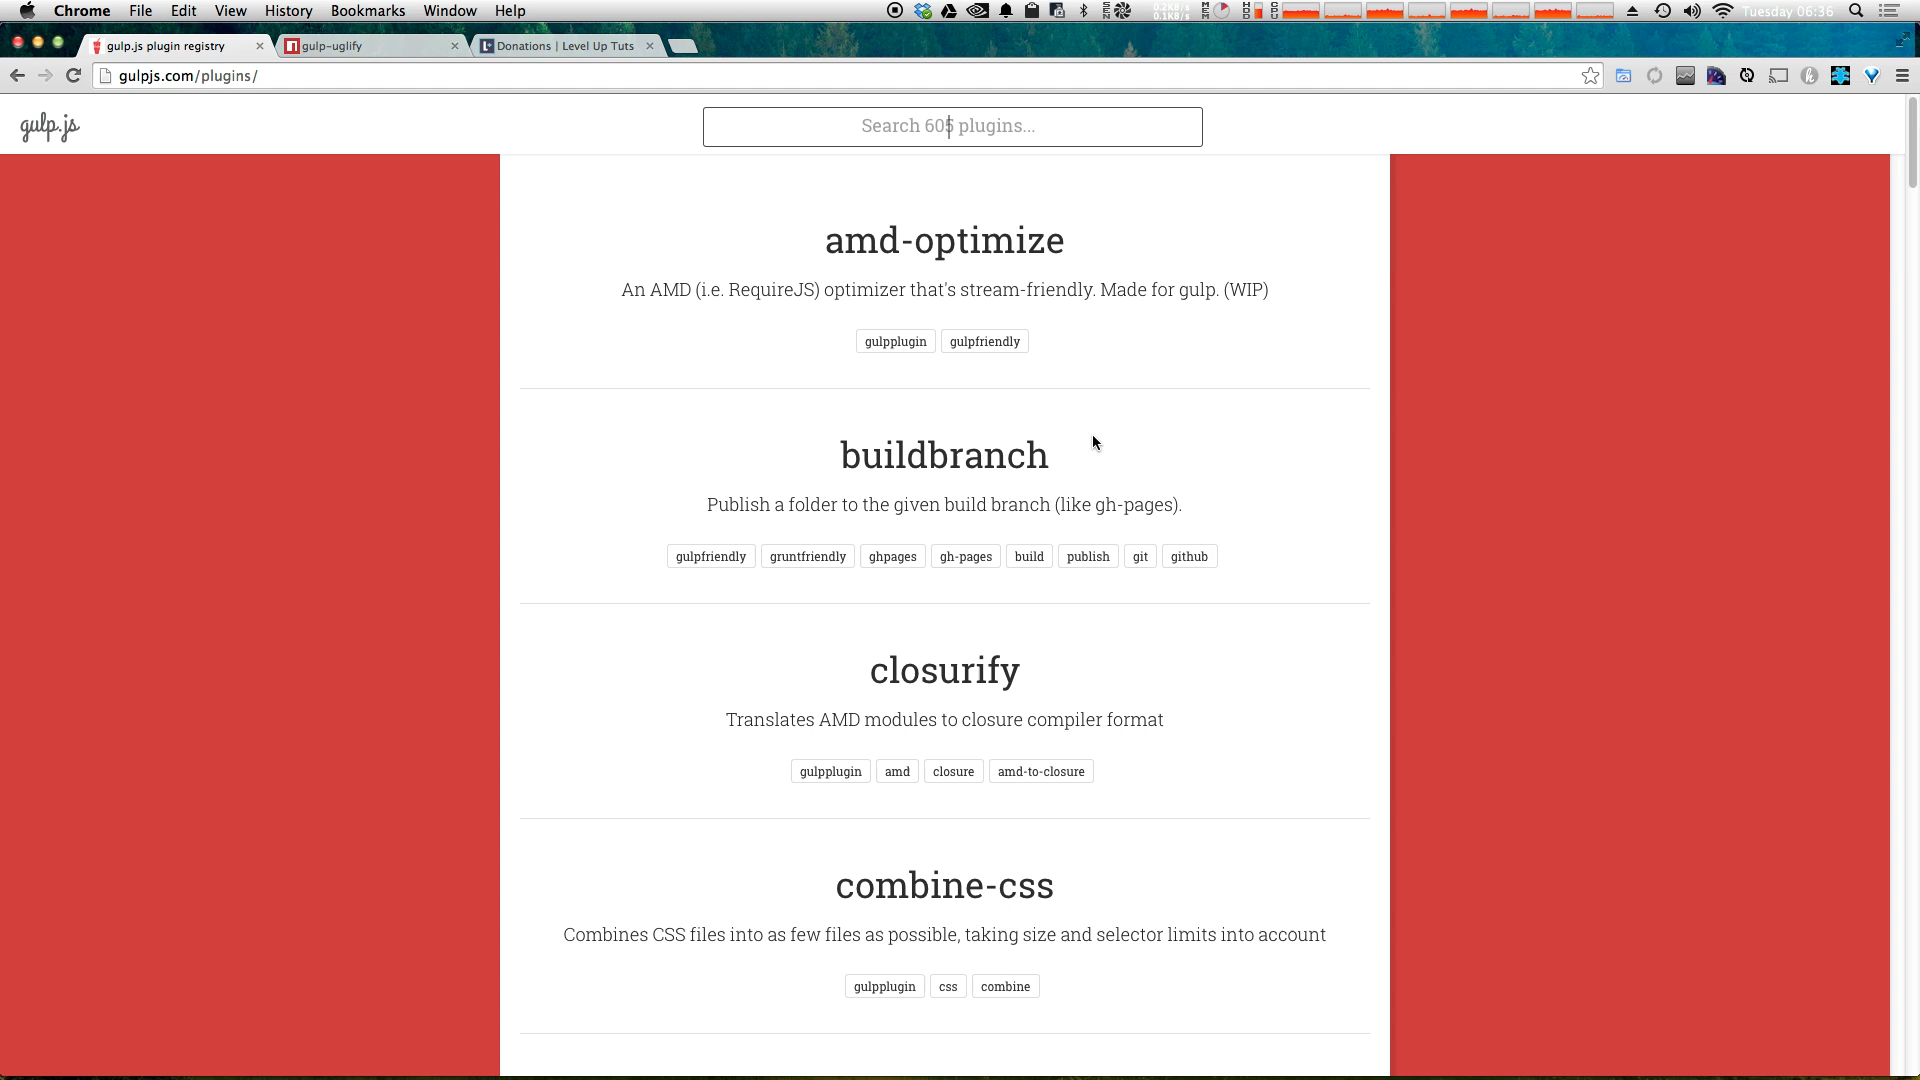 Chrome File Edit View History Bookmarks Window Help
Tuesday 06:36
gulp.js plugin registry
gulp-uglify
Donations | Level Up Tuts
gulpjs.com/plugins/
gulp.js
Search 605 plugins...
amd-optimize
An AMD (i.e. RequireJS) optimizer that's stream-friendly. Made for gulp. (WIP)
gulpplugin gulpfriendly
buildbranch
Publish a folder to the given build branch (like gh-pages).
gulpfriendly gruntfriendly ghpages gh-pages build publish git github
closurify
Translates AMD modules to closure compiler format
gulpplugin amd closure amd-to-closure
combine-css
Combines CSS files into as few files as possible, taking size and selector limits into account
gulpplugin css combine